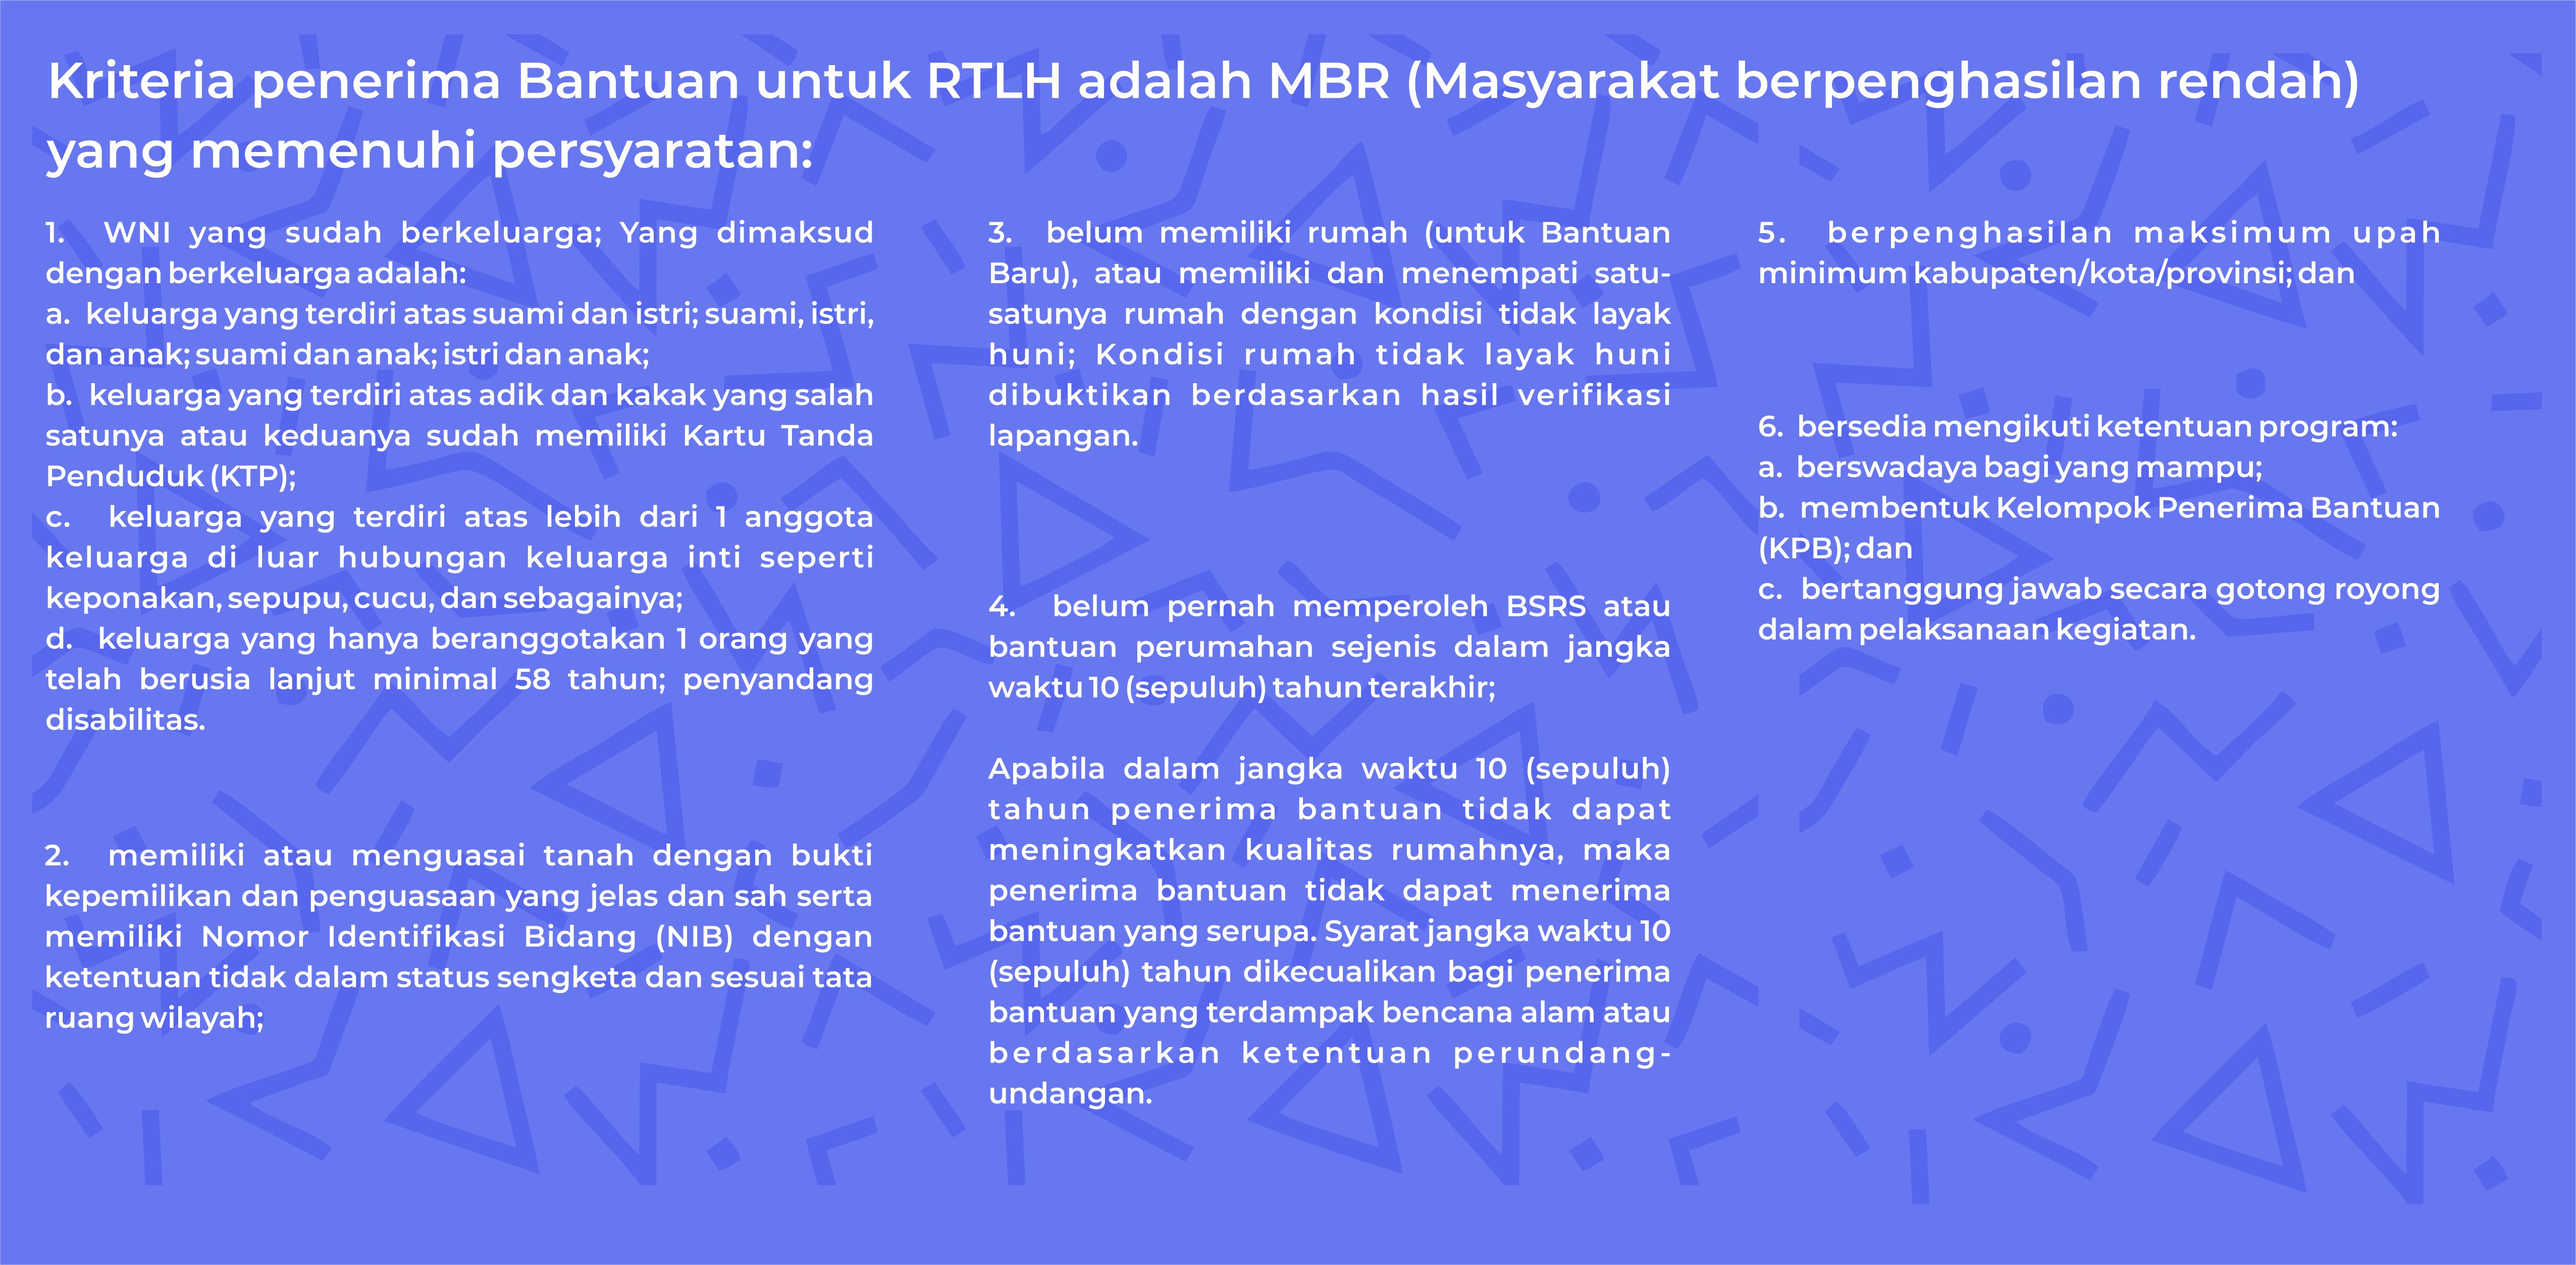 Kriteria penerima Bantuan untuk RTLH adalah MBR (Masyarakat berpenghasilan rendah)
yang memenuhi persyaratan:
1. WNI yang sudah berkeluarga; Yang dimaksud
dengan berkeluarga adalah:
a. keluarga yang terdiri atas suami dan istri; suami, istri,
dan anak; suami dan anak; istri dan anak;
b. keluarga yang terdiri atas adik dan kakak yang salah
satunya atau keduanya sudah memiliki Kartu Tanda
Penduduk (KTP);
c. keluarga yang terdiri atas lebih dari 1 anggota
keluarga di luar hubungan keluarga inti seperti
keponakan, sepupu, cucu, dan sebagainya;
d. keluarga yang hanya beranggotakan 1 orang yang
telah berusia lanjut minimal 58 tahun; penyandang
disabilitas.
2. memiliki atau menguasai tanah dengan bukti
kepemilikan dan penguasaan yang jelas dan sah serta
memiliki Nomor Identifikasi Bidang (NIB) dengan
ketentuan tidak dalam status sengketa dan sesuai tata
ruang wilayah;
3. belum memiliki rumah (untuk Bantuan
Baru), atau memiliki dan menempati satu-
satunya rumah dengan kondisi tidak layak
huni; Kondisi rumah tidak layak huni
dibuktikan berdasarkan hasil verifikasi
lapangan.
4. belum pernah memperoleh BSRS atau
bantuan perumahan sejenis dalam jangka
waktu 10 (sepuluh) tahun terakhir;
Apabila dalam jangka waktu 10 (sepuluh)
tahun penerima bantuan tidak dapat
meningkatkan kualitas rumahnya, maka
penerima bantuan tidak dapat menerima
bantuan yang serupa. Syarat jangka waktu 10
(sepuluh) tahun dikecualikan bagi penerima
bantuan yang terdampak bencana alam atau
berdasarkan ketentuan perundang-
undangan.
5. berpenghasilan maksimum upah
minimum kabupaten/kota/provinsi; dan
6. bersedia mengikuti ketentuan program:
a. berswadaya bagi yang mampu;
b. membentuk Kelompok Penerima Bantuan
(KPB); dan
c. bertanggung jawab secara gotong royong
dalam pelaksanaan kegiatan.